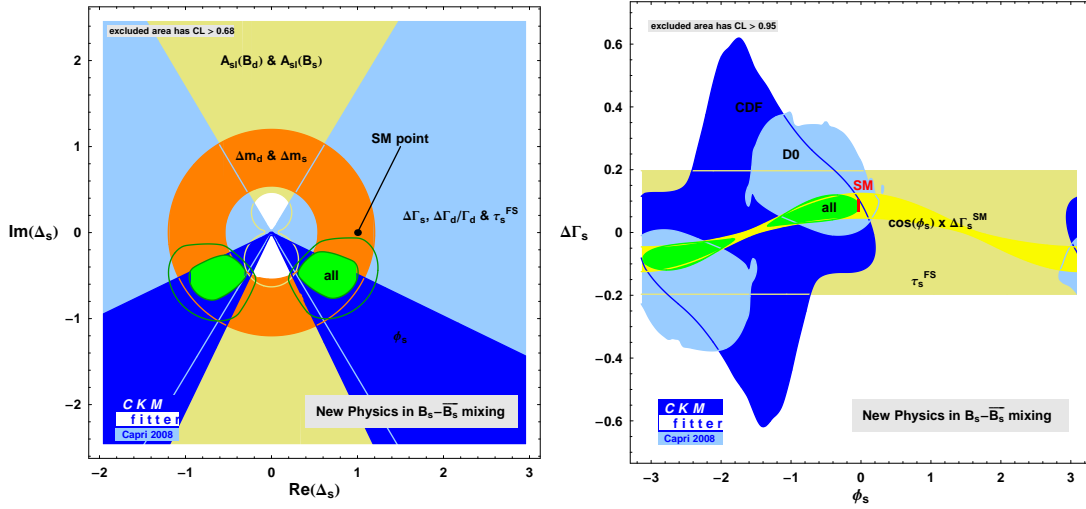 excluded area has CL > 0.68
A_sl(B_d) & A_sl(B_s)
SM point
Δm_d & Δm_s
ΔΓ_s, ΔΓ_d/Γ_d & τ_s^FS
all
ϕ_s
CKM
fitter
Capri 2008
New Physics in B_s–B̅_s̅ mixing
Im(Δ_s)
2
1
0
−1
−2
−2
−1
0
1
2
3
Re(Δ_s)
excluded area has CL > 0.95
CDF
D0
SM
all
cos(ϕ_s) x ΔΓ_s^SM
τ_s^FS
CKM
fitter
Capri 2008
New Physics in B_s–B̅_s̅ mixing
ΔΓ_s
0.6
0.4
0.2
0
−0.2
−0.4
−0.6
−3
−2
−1
0
1
2
3
ϕ_s